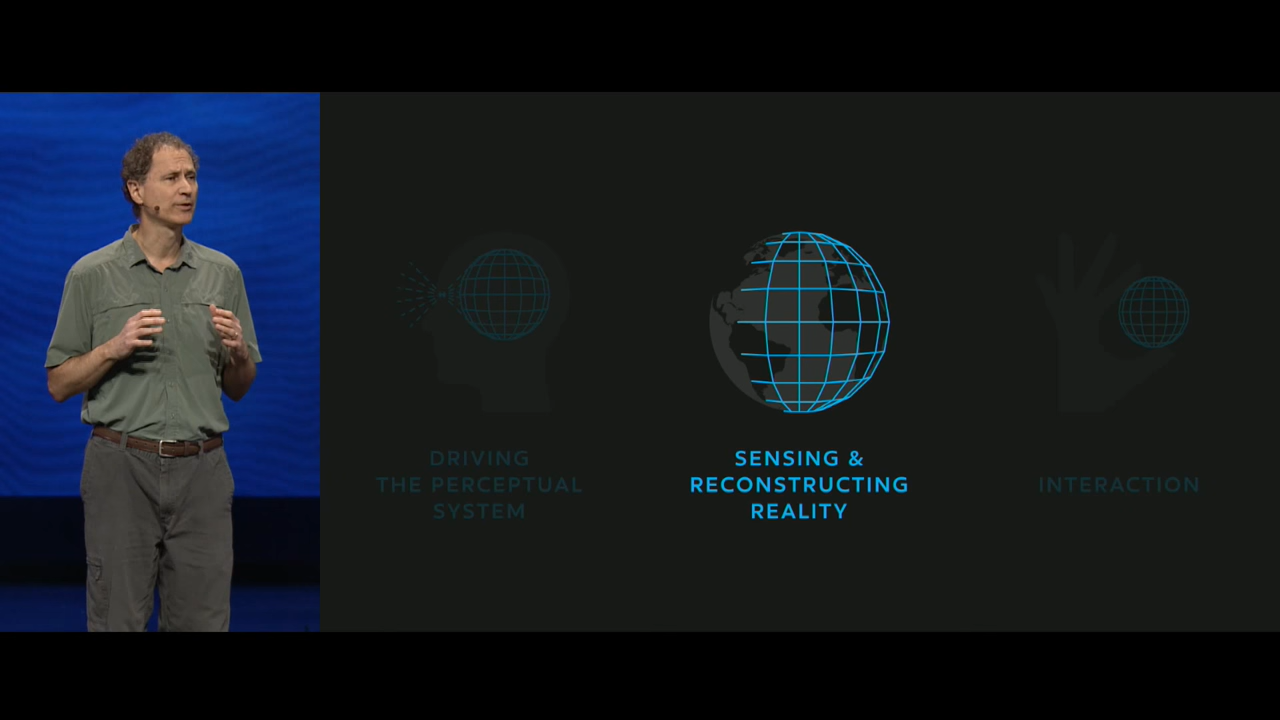 DRIVING
THE PERCEPTUAL
SYSTEM
SENSING &
RECONSTRUCTING
REALITY
INTERACTION